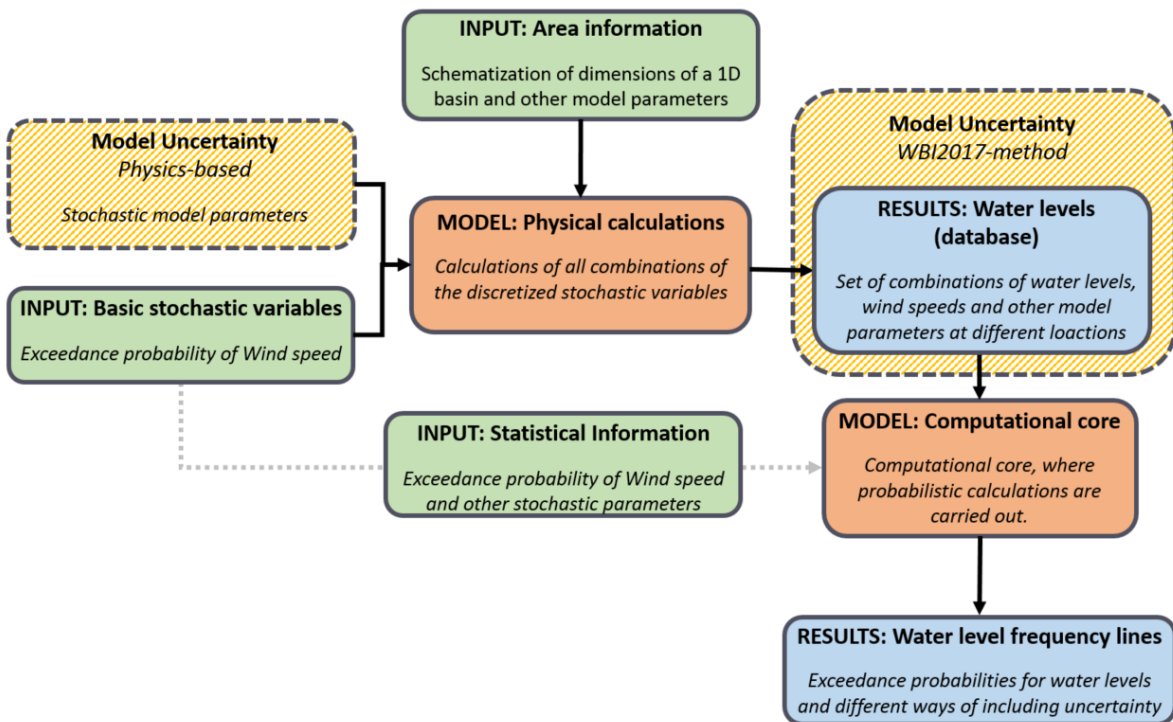 INPUT: Area information
Schematization of dimensions of a 1D
basin and other model parameters
Model Uncertainty
Physics-based
Stochastic model parameters
Model Uncertainty
WBI2017-method
MODEL: Physical calculations
Calculations of all combinations of
the discretized stochastic variables
RESULTS: Water levels
(database)
Set of combinations of water levels,
wind speeds and other model
parameters at different loactions
INPUT: Basic stochastic variables
Exceedance probability of Wind speed
INPUT: Statistical Information
Exceedance probability of Wind speed
and other stochastic parameters
MODEL: Computational core
Computational core, where
probabilistic calculations are
carried out.
RESULTS: Water level frequency lines
Exceedance probabilities for water levels
and different ways of including uncertainty